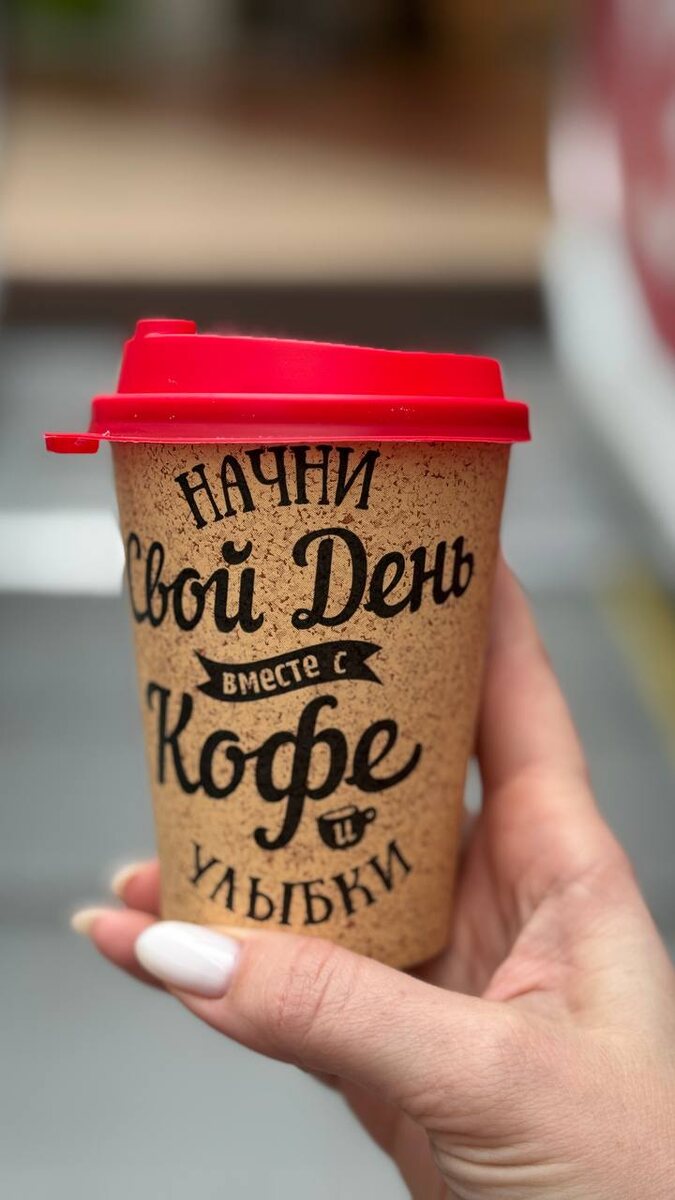 НАЧНИ
Свой День
вместе с
Кофе
и
УЛЫБКИ